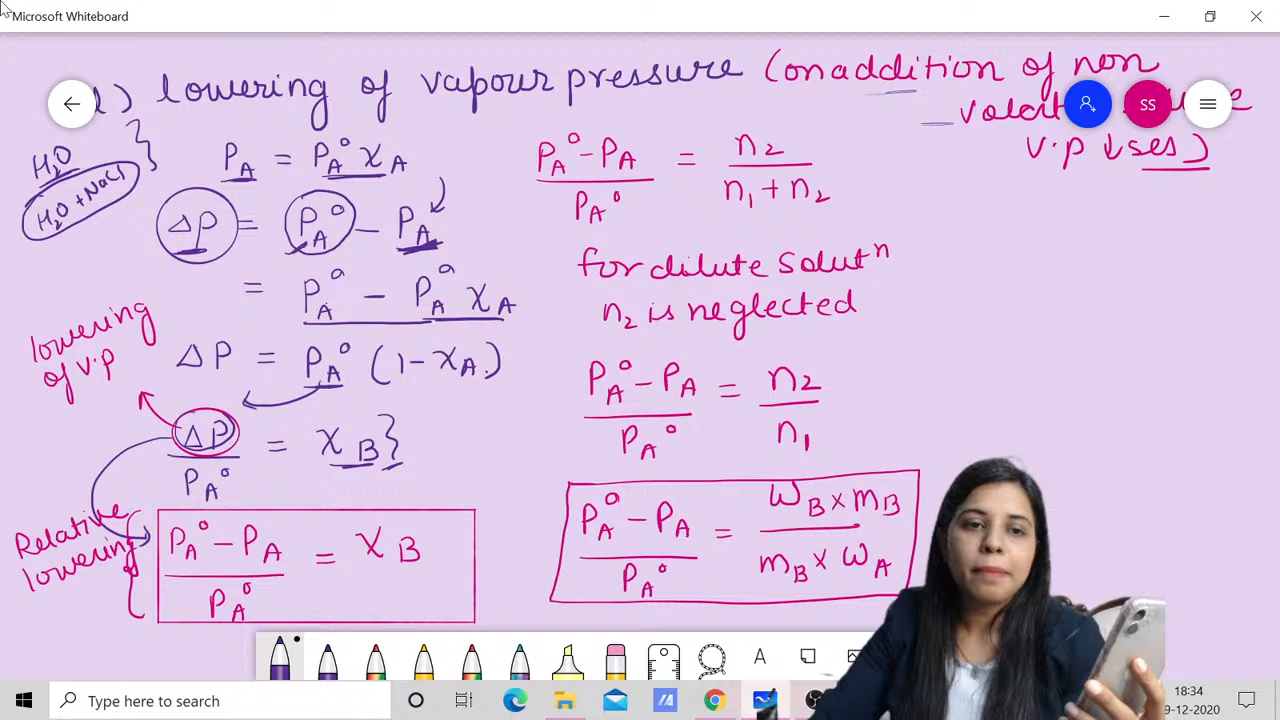 Microsoft Whiteboard
1) lowering of vapour pressure (on addition of non
v.p ↓ses)
H₂O
H₂O + NaCl
P_A = P_A° χ_A
ΔP = P_A° - P_A
= P_A° - P_A° χ_A
ΔP = P_A° (1 - χ_A)
lowering
of v.p
ΔP / P_A° = χ_B
Relative
lowering
P_A° - P_A / P_A° = χ_B
P_A° - P_A / P_A° = n₂ / n₁ + n₂
for dilute solutⁿ
n₂ is neglected
P_A° - P_A / P_A° = n₂ / n₁
P_A° - P_A / P_A° = ω_B × m_B / m_B × ω_A
SS
A
Type here to search
18:34
9-12-2020